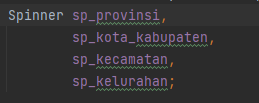 Spinner sp_provinsi,
sp_kota_kabupaten,
sp_kecamatan,
sp_kelurahan;